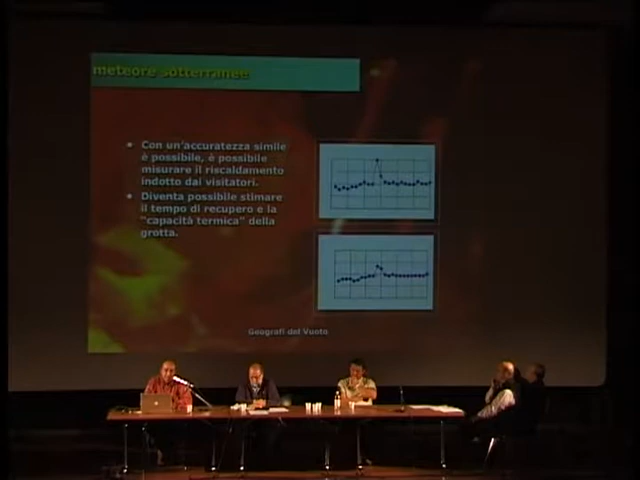 meteore sotterranee
• Con un'accuratezza simile
è possibile, è possibile
misurare il riscaldamento
indotto dai visitatori.
• Diventa possibile stimare
il tempo di recupero e la
"capacità termica" della
grotta.
Geografi del Vuoto